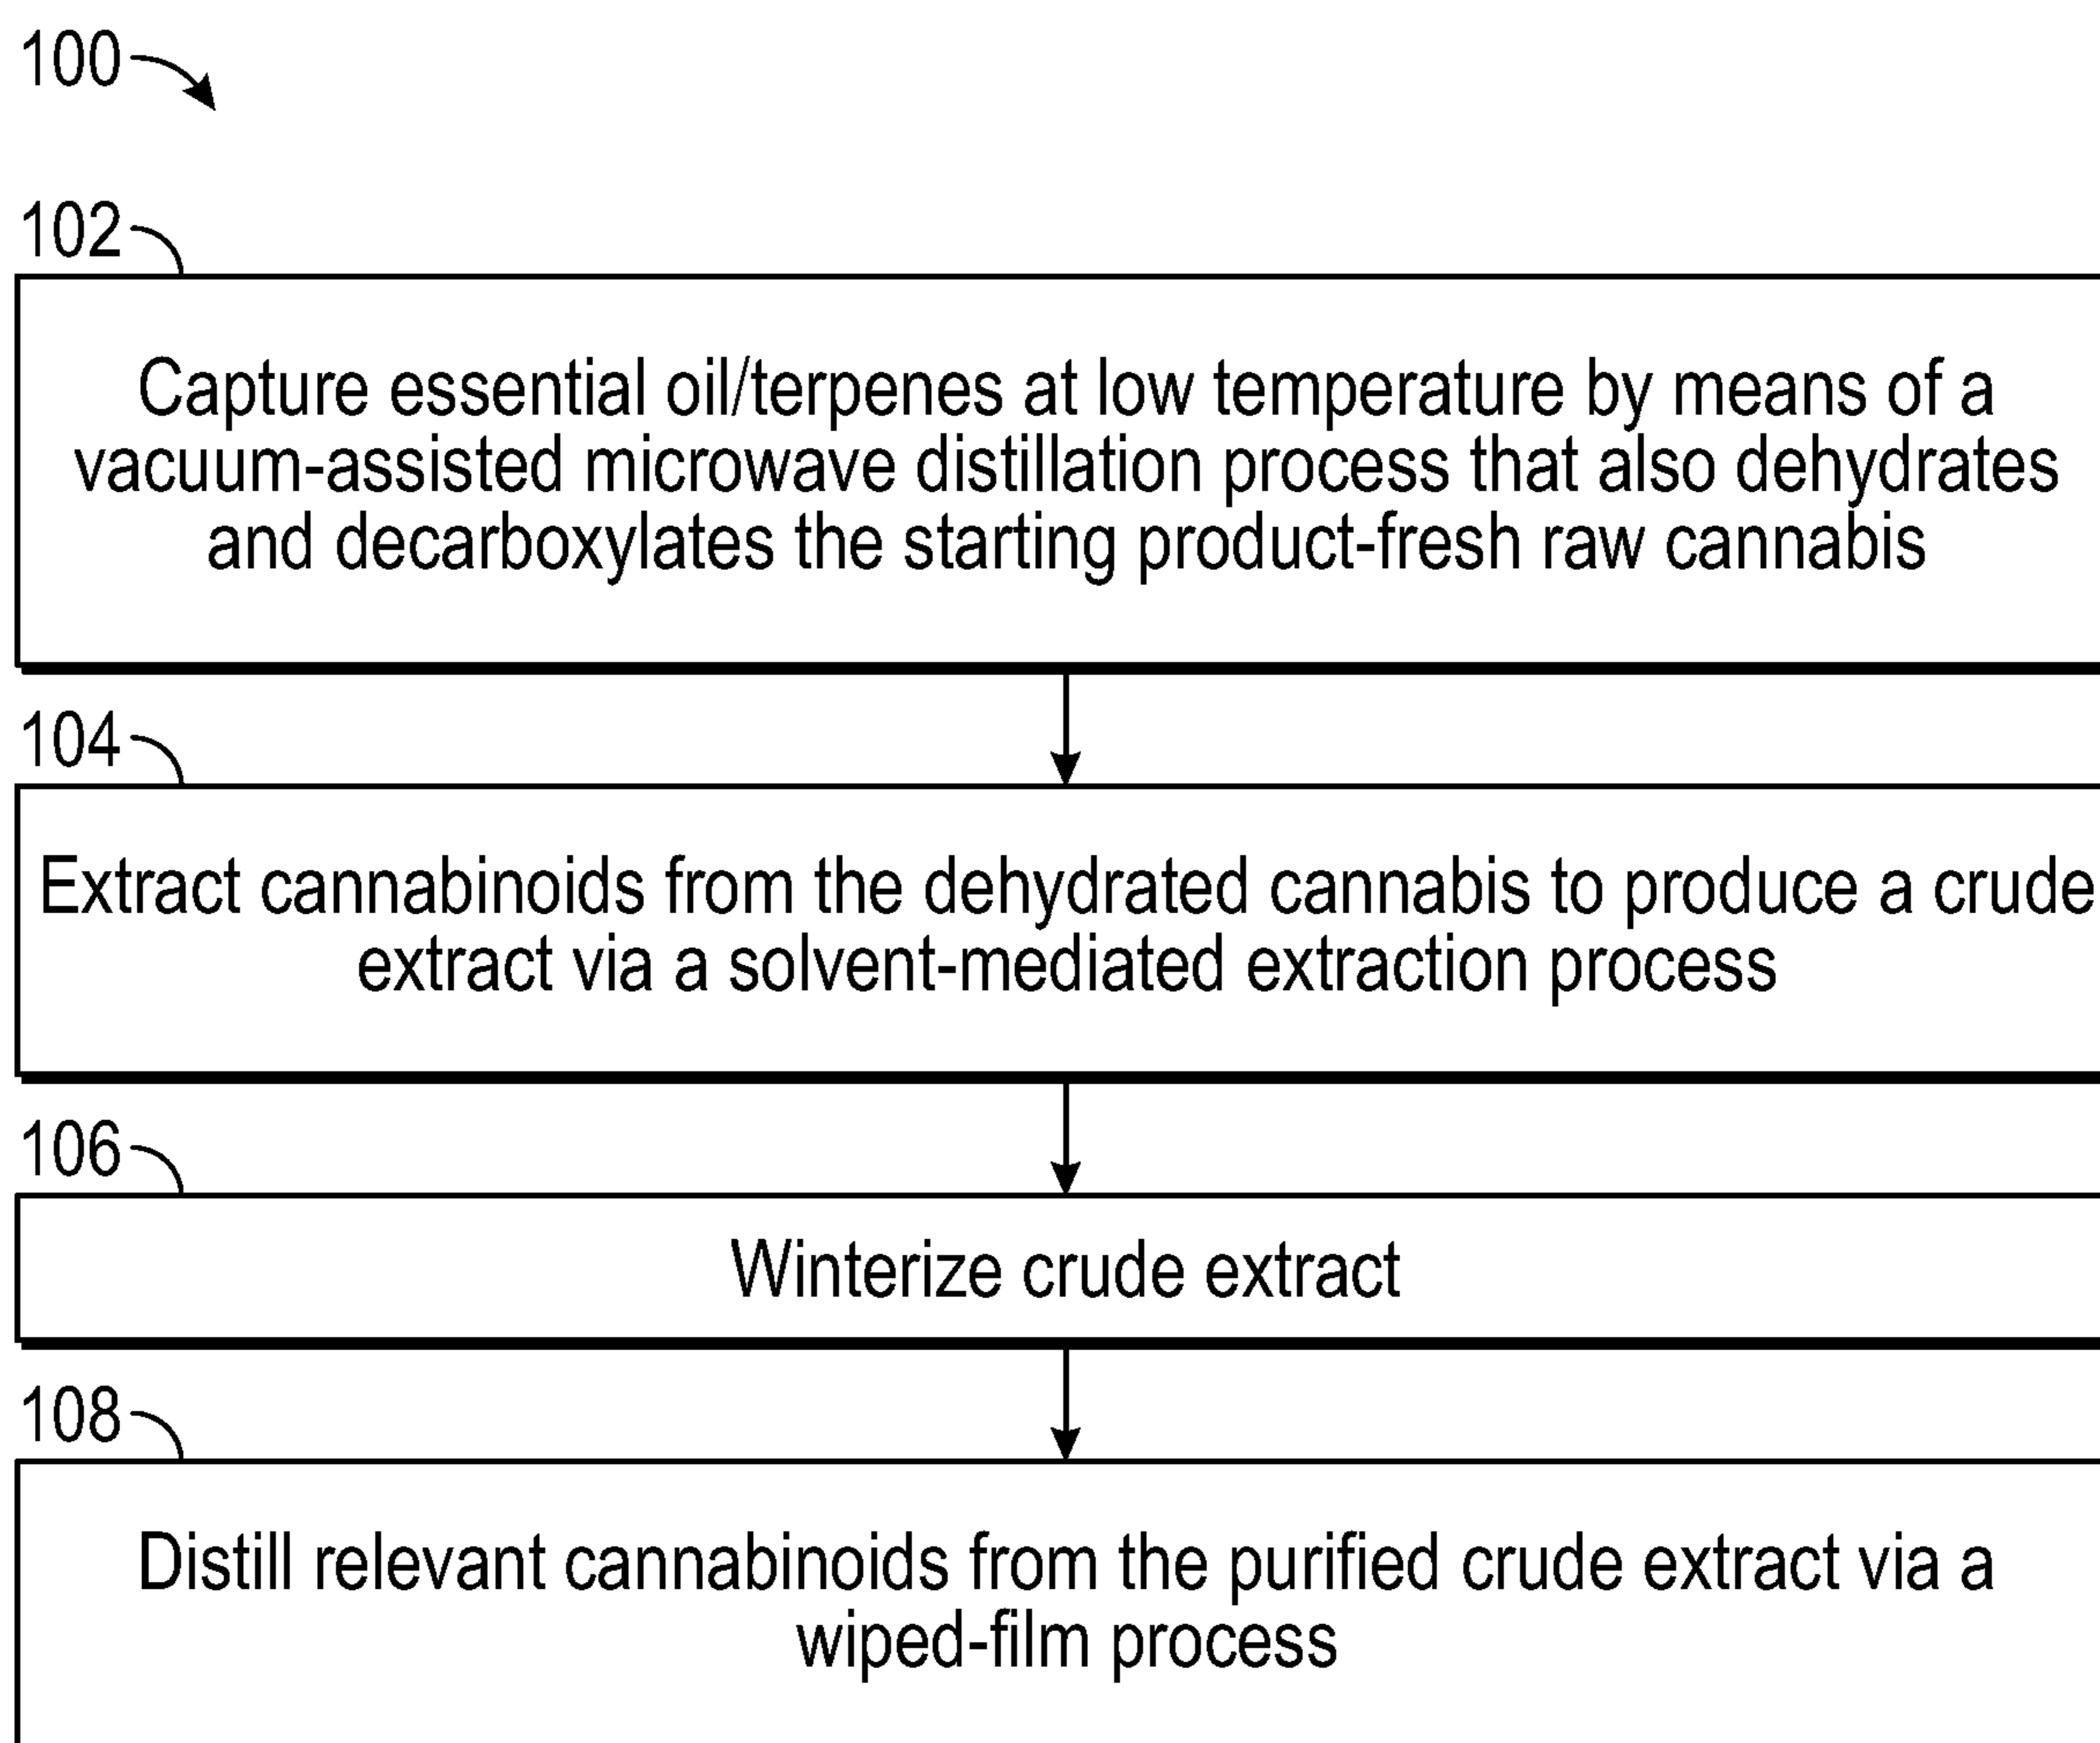 100
102
Capture essential oil/terpenes at low temperature by means of a
vacuum-assisted microwave distillation process that also dehydrates
and decarboxylates the starting product-fresh raw cannabis
104
Extract cannabinoids from the dehydrated cannabis to produce a crude
extract via a solvent-mediated extraction process
106
Winterize crude extract
108
Distill relevant cannabinoids from the purified crude extract via a
wiped-film process